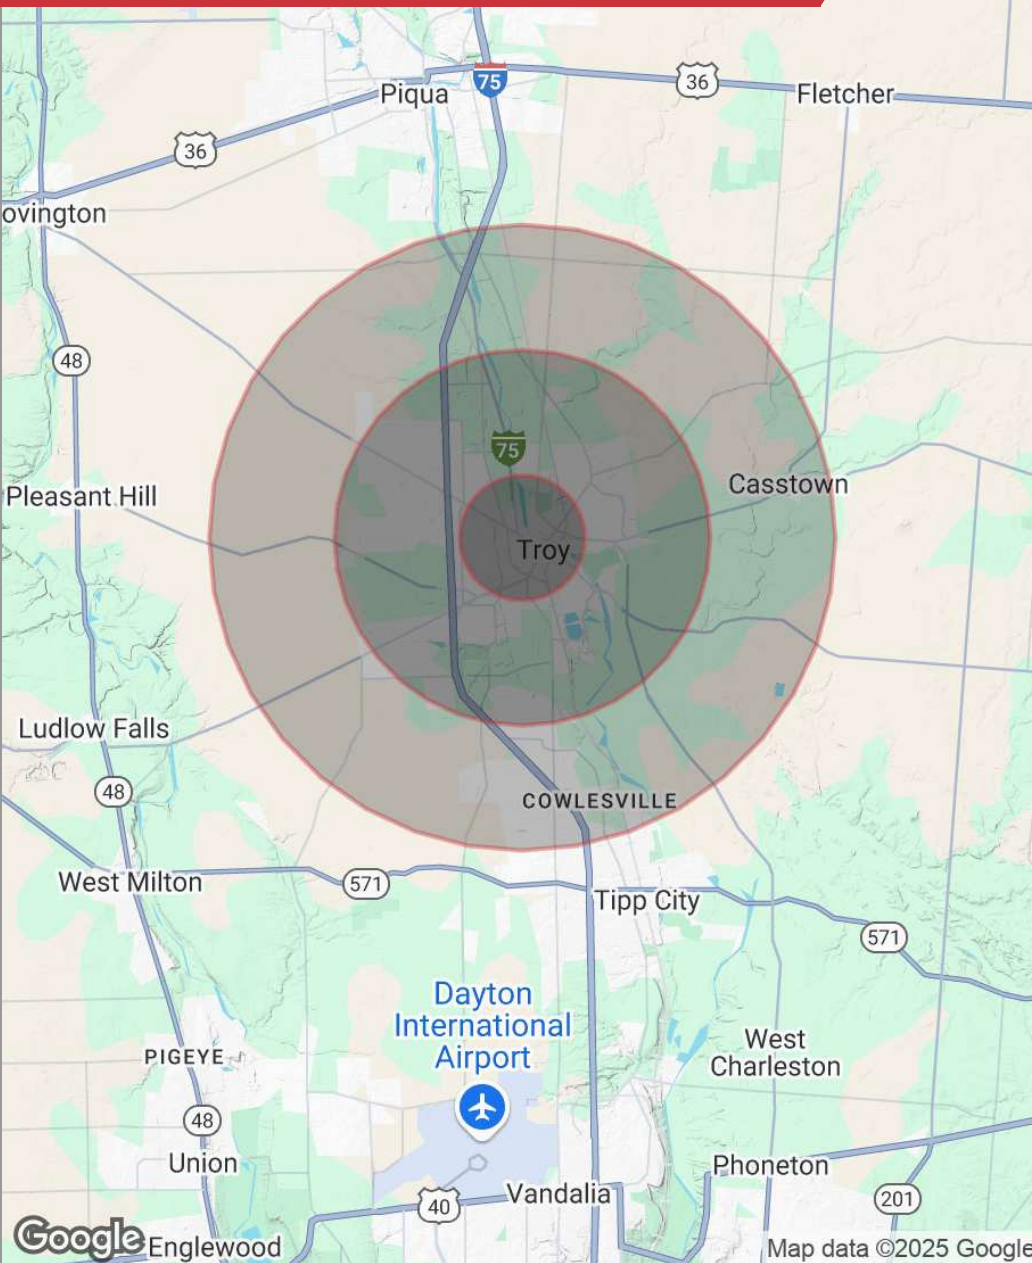 75
36
Piqua
Fletcher
36
ovington
48
75
Casstown
Pleasant Hill
Troy
Ludlow Falls
48
COWLESVILLE
West Milton
571
Tipp City
571
Dayton
International
Airport
West
Charleston
PIGEYE
48
Union
Phoneton
Vandalia
40
201
Google
Englewood
Map data ©2025 Google